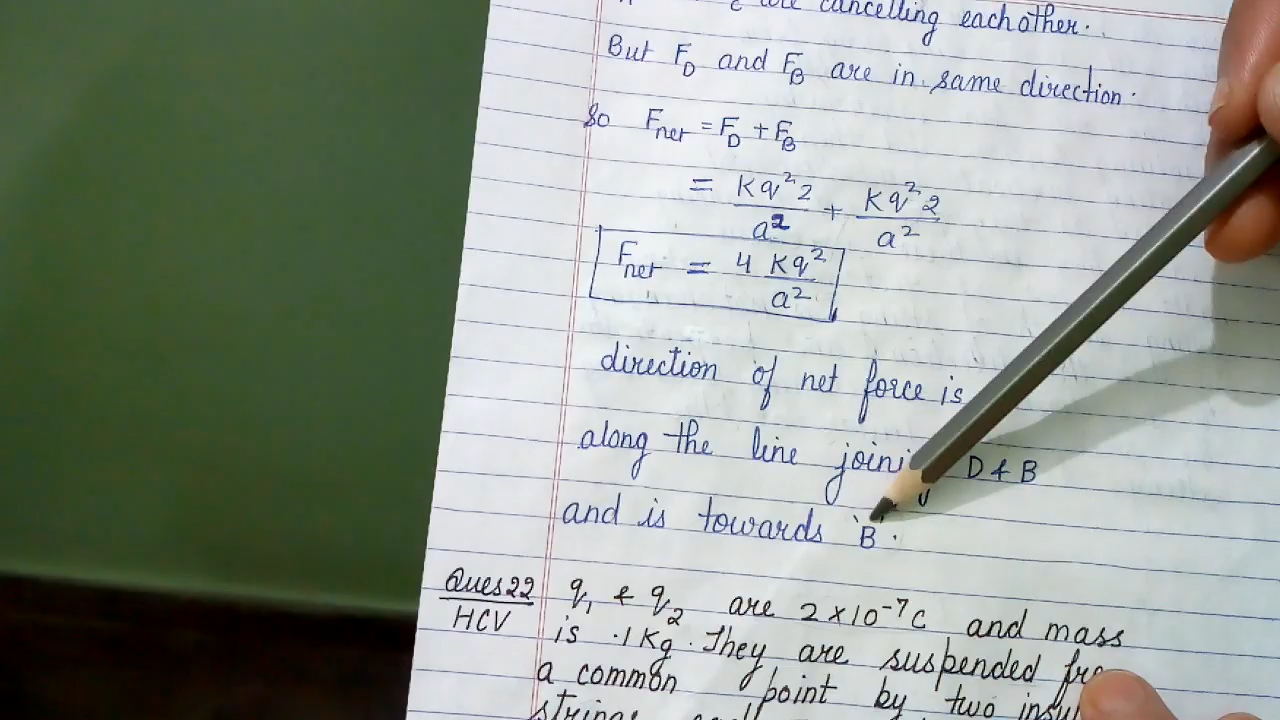 are cancelling each other.
But F_D and F_B are in same direction.
So F_net = F_D + F_B
= Kq²2/a² + Kq²2/a²
F_net = 4 Kq²/a²
direction of net force is
along the line joini D & B
and is towards 'B'.
Ques 22 q₁ & q₂ are 2×10⁻⁷C and mass
HCV is .1Kg. They are suspended
a common point by two